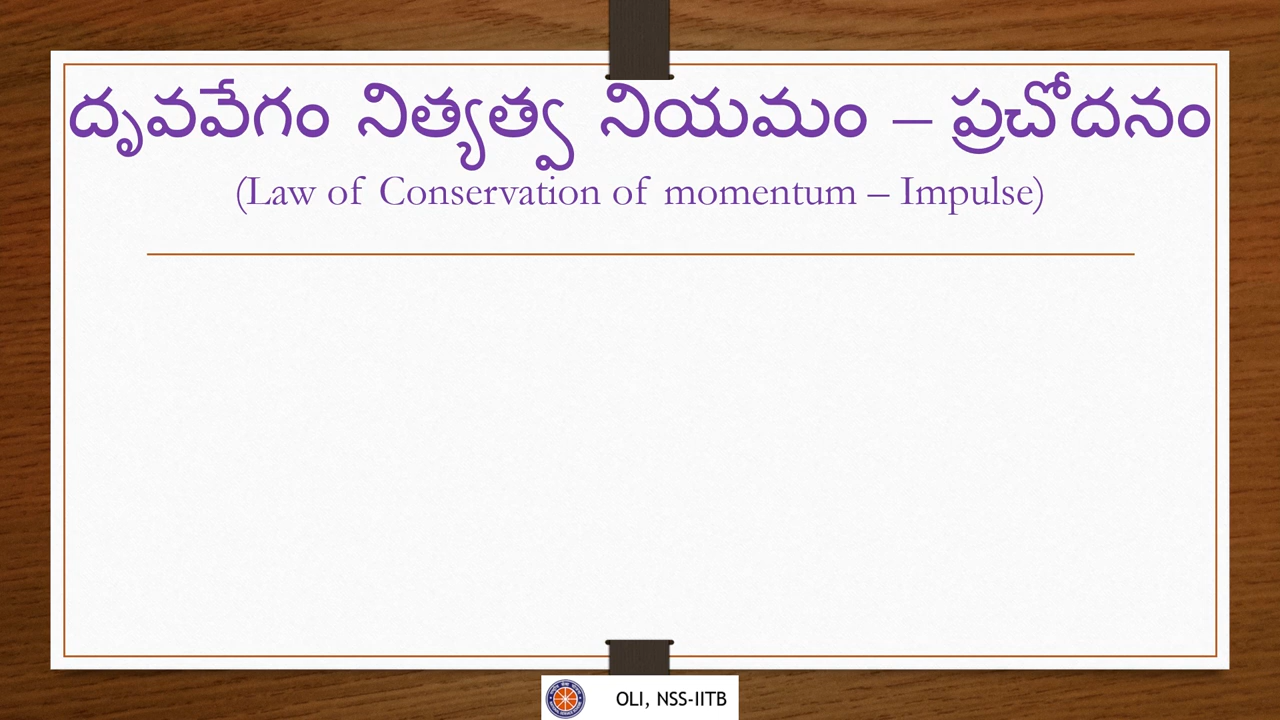 దృవవేగం నిత్యత్వ నియమం – ప్రచోదనం
(Law of Conservation of momentum – Impulse)
OLI, NSS-IITB